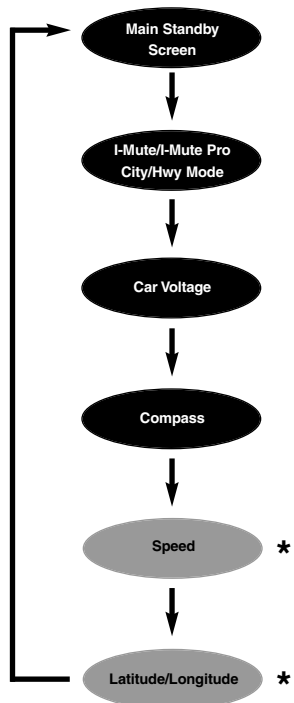 Main Standby
Screen
I-Mute/I-Mute Pro
City/Hwy Mode
Car Voltage
Compass
Speed *
Latitude/Longitude *